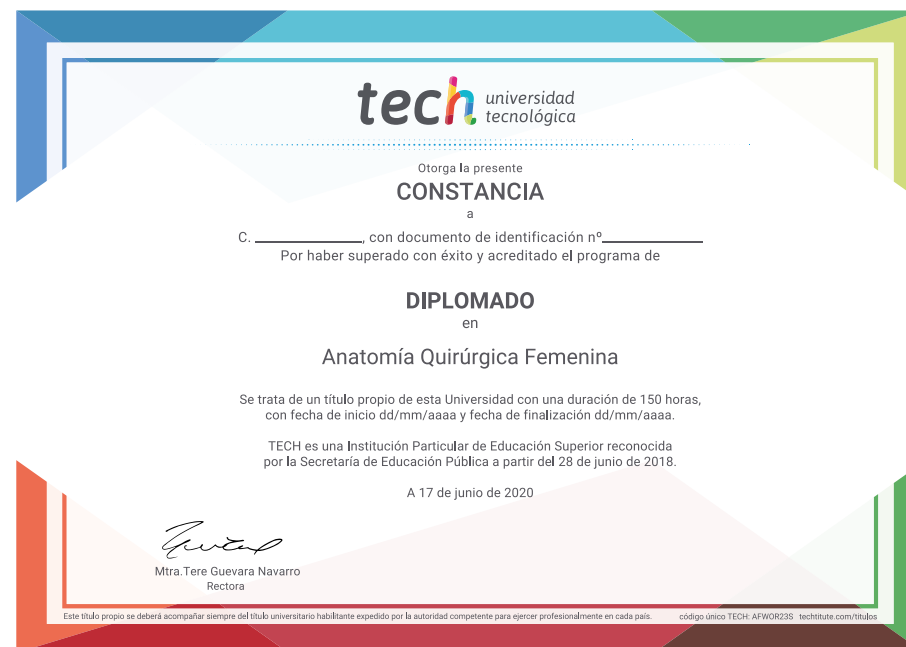 tech universidad
tecnológica
Otorga la presente
CONSTANCIA
a
C. ____________, con documento de identificación nº____________
Por haber superado con éxito y acreditado el programa de
DIPLOMADO
en
Anatomía Quirúrgica Femenina
Se trata de un título propio de esta Universidad con una duración de 150 horas,
con fecha de inicio dd/mm/aaaa y fecha de finalización dd/mm/aaaa.
TECH es una Institución Particular de Educación Superior reconocida
por la Secretaría de Educación Pública a partir del 28 de junio de 2018.
A 17 de junio de 2020
Mtra.Tere Guevara Navarro
Rectora
Este título propio se deberá acompañar siempre del título universitario habilitante expedido por la autoridad competente para ejercer profesionalmente en cada país. código único TECH: AFWOR23S techtitute.com/títulos